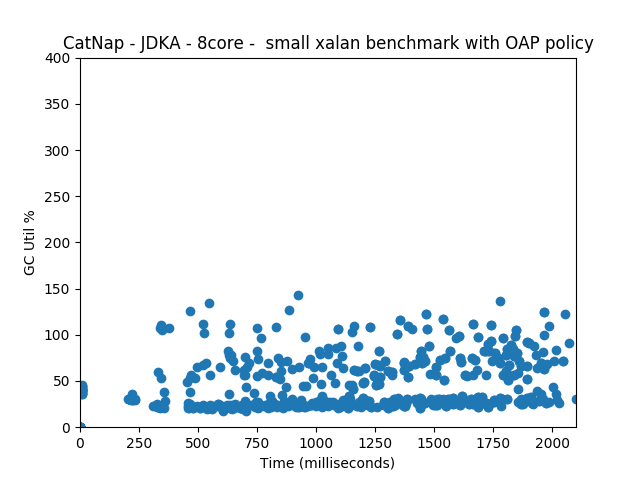 CatNap - JDKA - 8core -  small xalan benchmark with OAP policy
400
350
300
250
200
150
100
50
0
GC Util %
0 250 500 750 1000 1250 1500 1750 2000
Time (milliseconds)